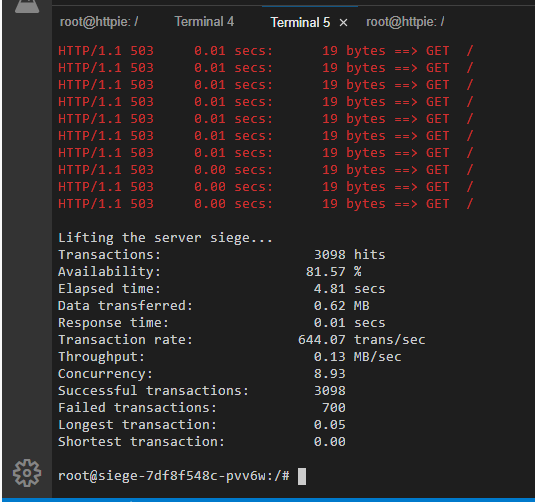 root@httpie: / Terminal 4 Terminal 5 × root@httpie: /
HTTP/1.1 503 0.01 secs: 19 bytes ==> GET /
HTTP/1.1 503 0.01 secs: 19 bytes ==> GET /
HTTP/1.1 503 0.01 secs: 19 bytes ==> GET /
HTTP/1.1 503 0.01 secs: 19 bytes ==> GET /
HTTP/1.1 503 0.01 secs: 19 bytes ==> GET /
HTTP/1.1 503 0.01 secs: 19 bytes ==> GET /
HTTP/1.1 503 0.01 secs: 19 bytes ==> GET /
HTTP/1.1 503 0.00 secs: 19 bytes ==> GET /
HTTP/1.1 503 0.00 secs: 19 bytes ==> GET /
HTTP/1.1 503 0.00 secs: 19 bytes ==> GET /
Lifting the server siege...
Transactions: 3098 hits
Availability: 81.57 %
Elapsed time: 4.81 secs
Data transferred: 0.62 MB
Response time: 0.01 secs
Transaction rate: 644.07 trans/sec
Throughput: 0.13 MB/sec
Concurrency: 8.93
Successful transactions: 3098
Failed transactions: 700
Longest transaction: 0.05
Shortest transaction: 0.00
root@siege-7df8f548c-pvv6w:/#